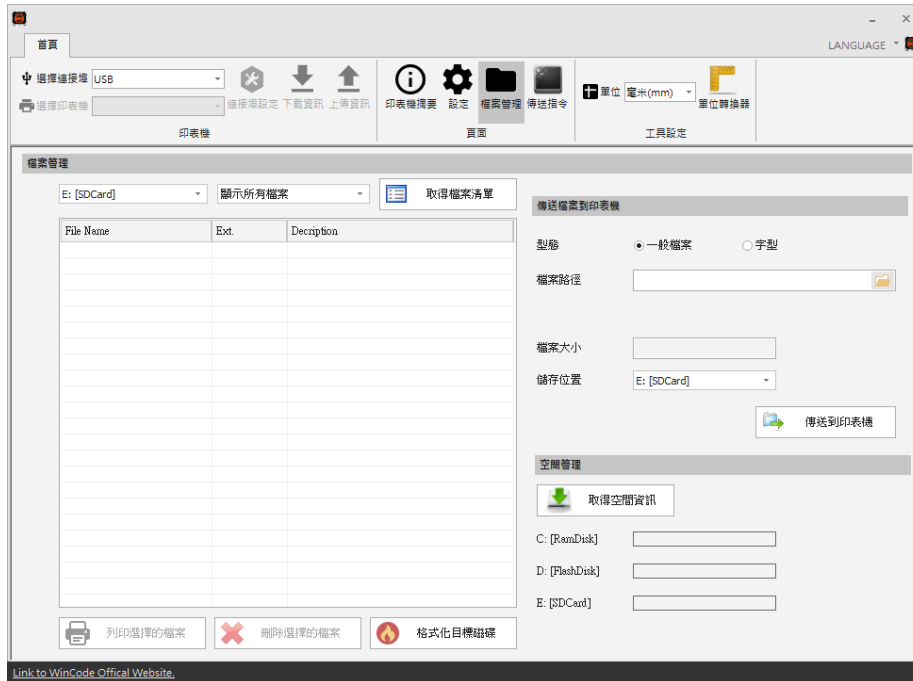 首頁
LANGUAGE
選擇連接埠 USB
選擇印表機
連接埠設定 下載資訊 上傳資訊
印表機摘要 設定 檔案管理 傳送指令
單位 毫米(mm)
單位轉換器
印表機 頁面 工具設定
檔案管理
E: [SDCard] 顯示所有檔案 取得檔案清單
File Name Ext. Decription
傳送檔案到印表機
型態 一般檔案 字型
檔案路徑
檔案大小
儲存位置 E: [SDCard]
傳送到印表機
空間管理
取得空間資訊
C: [RamDisk]
D: [FlashDisk]
E: [SDCard]
列印選擇的檔案 刪除選擇的檔案 格式化目標磁碟
Link to WinCode Offical Website.